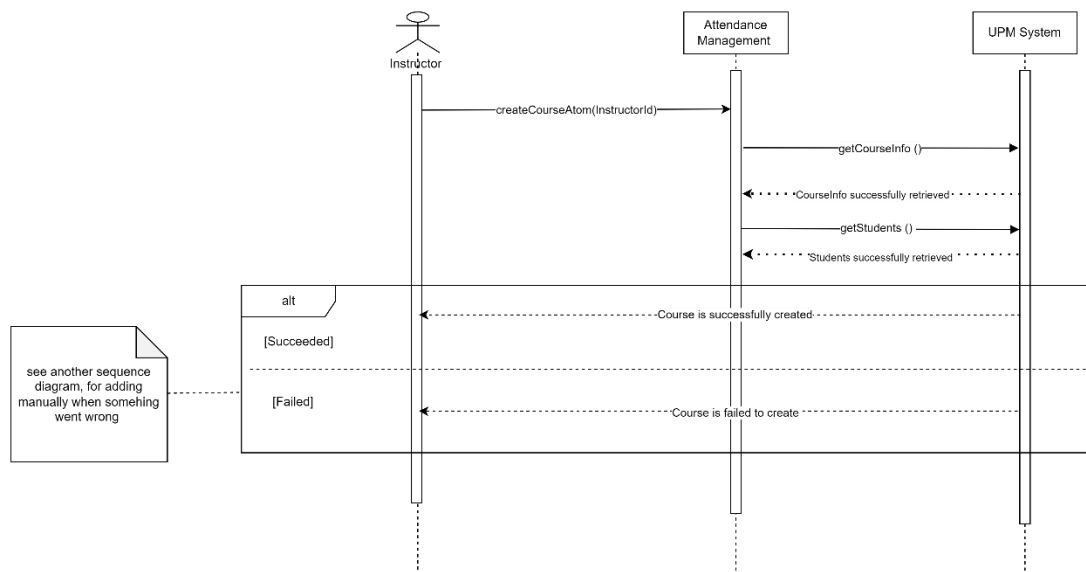 Instructor
Attendance
Management
UPM System
createCourseAtom(InstructorId)
getCourseInfo ()
CourseInfo successfully retrieved
getStudents ()
Students successfully retrieved
alt
Course is successfully created
[Succeeded]
see another sequence
diagram, for adding
manually when somehing
went wrong
[Failed]
Course is failed to create